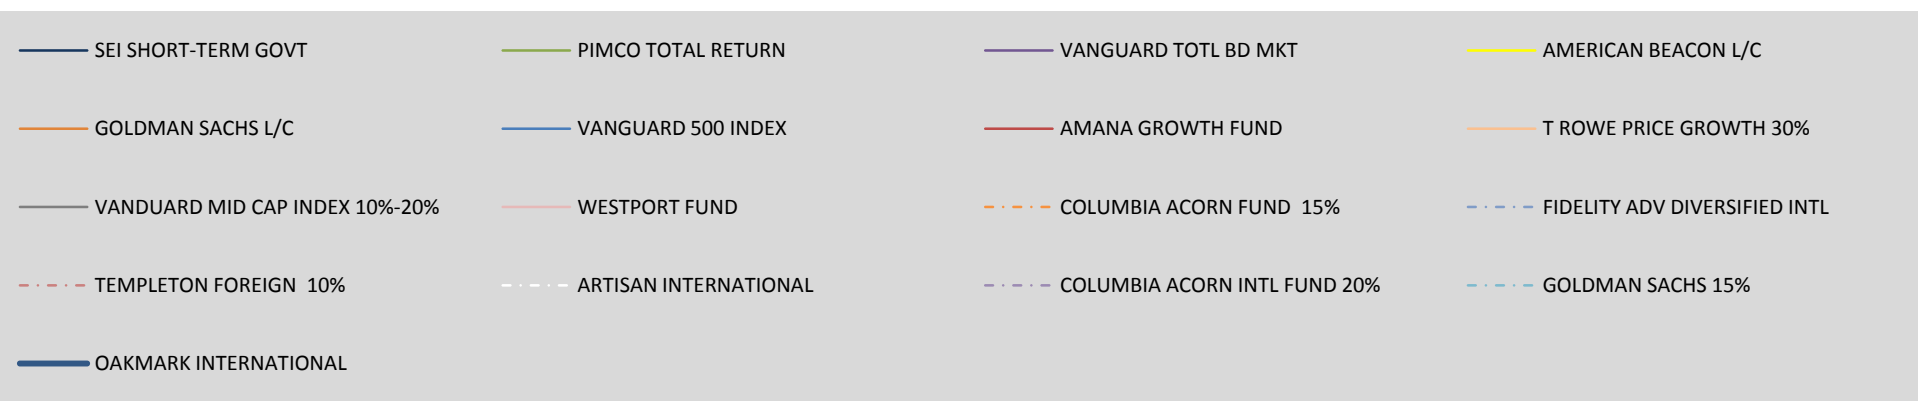 SEI SHORT-TERM GOVT PIMCO TOTAL RETURN VANGUARD TOTL BD MKT AMERICAN BEACON L/C
GOLDMAN SACHS L/C VANGUARD 500 INDEX AMANA GROWTH FUND T ROWE PRICE GROWTH 30%
VANDUARD MID CAP INDEX 10%-20% WESTPORT FUND COLUMBIA ACORN FUND 15% FIDELITY ADV DIVERSIFIED INTL
TEMPLETON FOREIGN 10% ARTISAN INTERNATIONAL COLUMBIA ACORN INTL FUND 20% GOLDMAN SACHS 15%
OAKMARK INTERNATIONAL